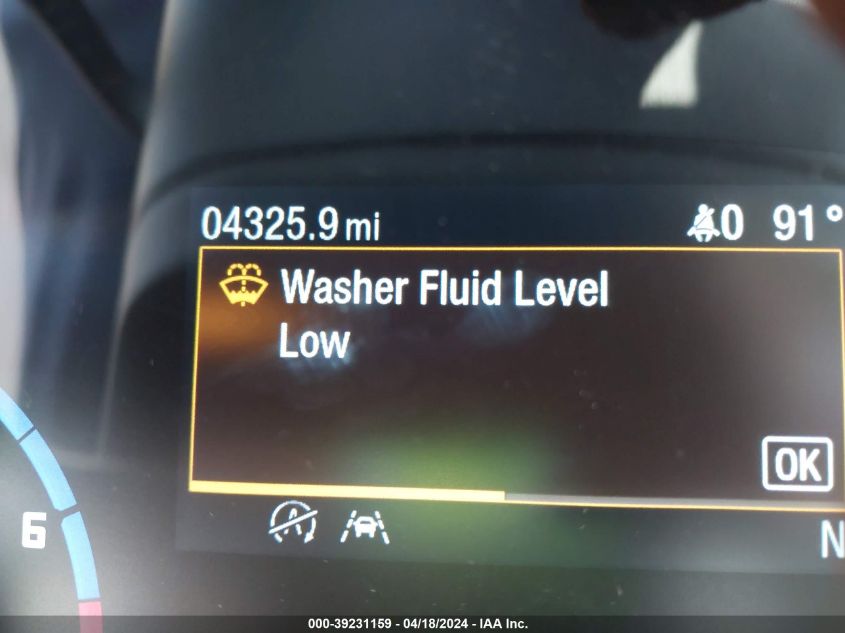 04325.9 mi 0 91°
Washer Fluid Level
Low
OK
A
6
N
000-39231159 - 04/18/2024 - IAA Inc.